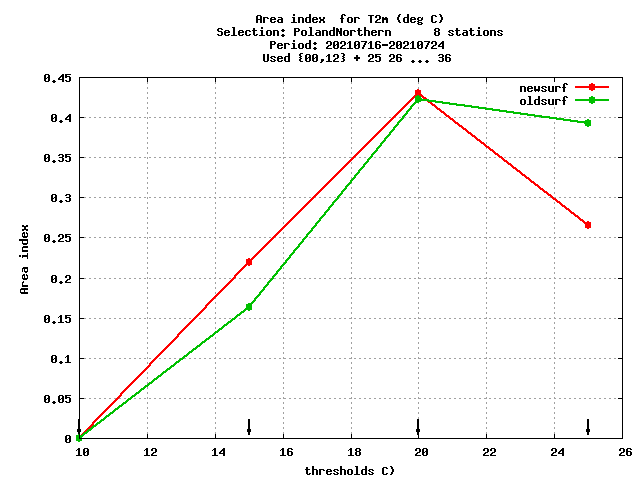 Area index  for T2m (deg C)
Selection: PolandNorthern      8 stations
Period: 20210716-20210724
Used {00,12} + 25 26 ... 36
newsurf
oldsurf
0.45
0.4
0.35
0.3
0.25
0.2
0.15
0.1
0.05
0
Area index
10 12 14 16 18 20 22 24 26
thresholds C)